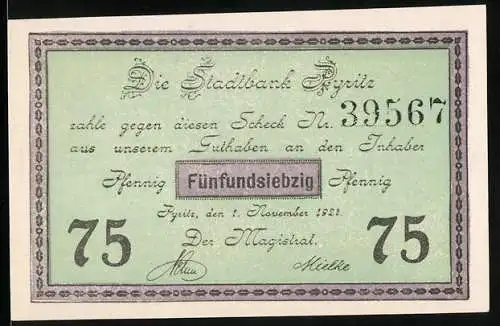 Die Stadtbank Pyritz
zahle gegen diesen Scheck Nr. 39567
aus unserem Guthaben an den Inhaber
Pfennig Fünfundsiebzig Pfennig
Pyritz, den 1. November 1921.
75 Der Magistrat. 75
Mielke